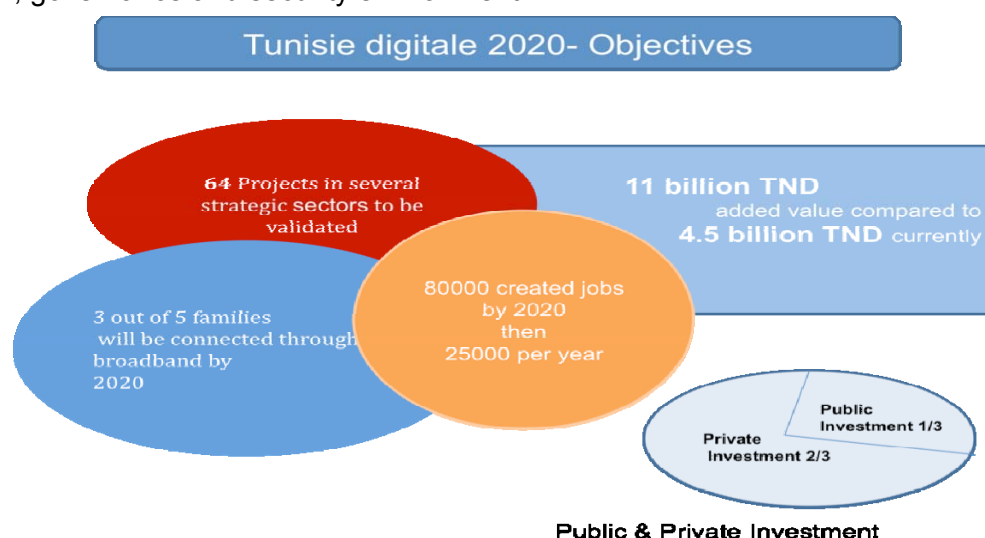 Tunisie digitale 2020- Objectives
64 Projects in several
strategic sectors to be
validated
11 billion TND
added value compared to
4.5 billion TND currently
80000 created jobs
by 2020
then
25000 per year
3 out of 5 families
will be connected through
broadband by
2020
Public
Investment 1/3
Private
Investment 2/3
Public & Private Investment